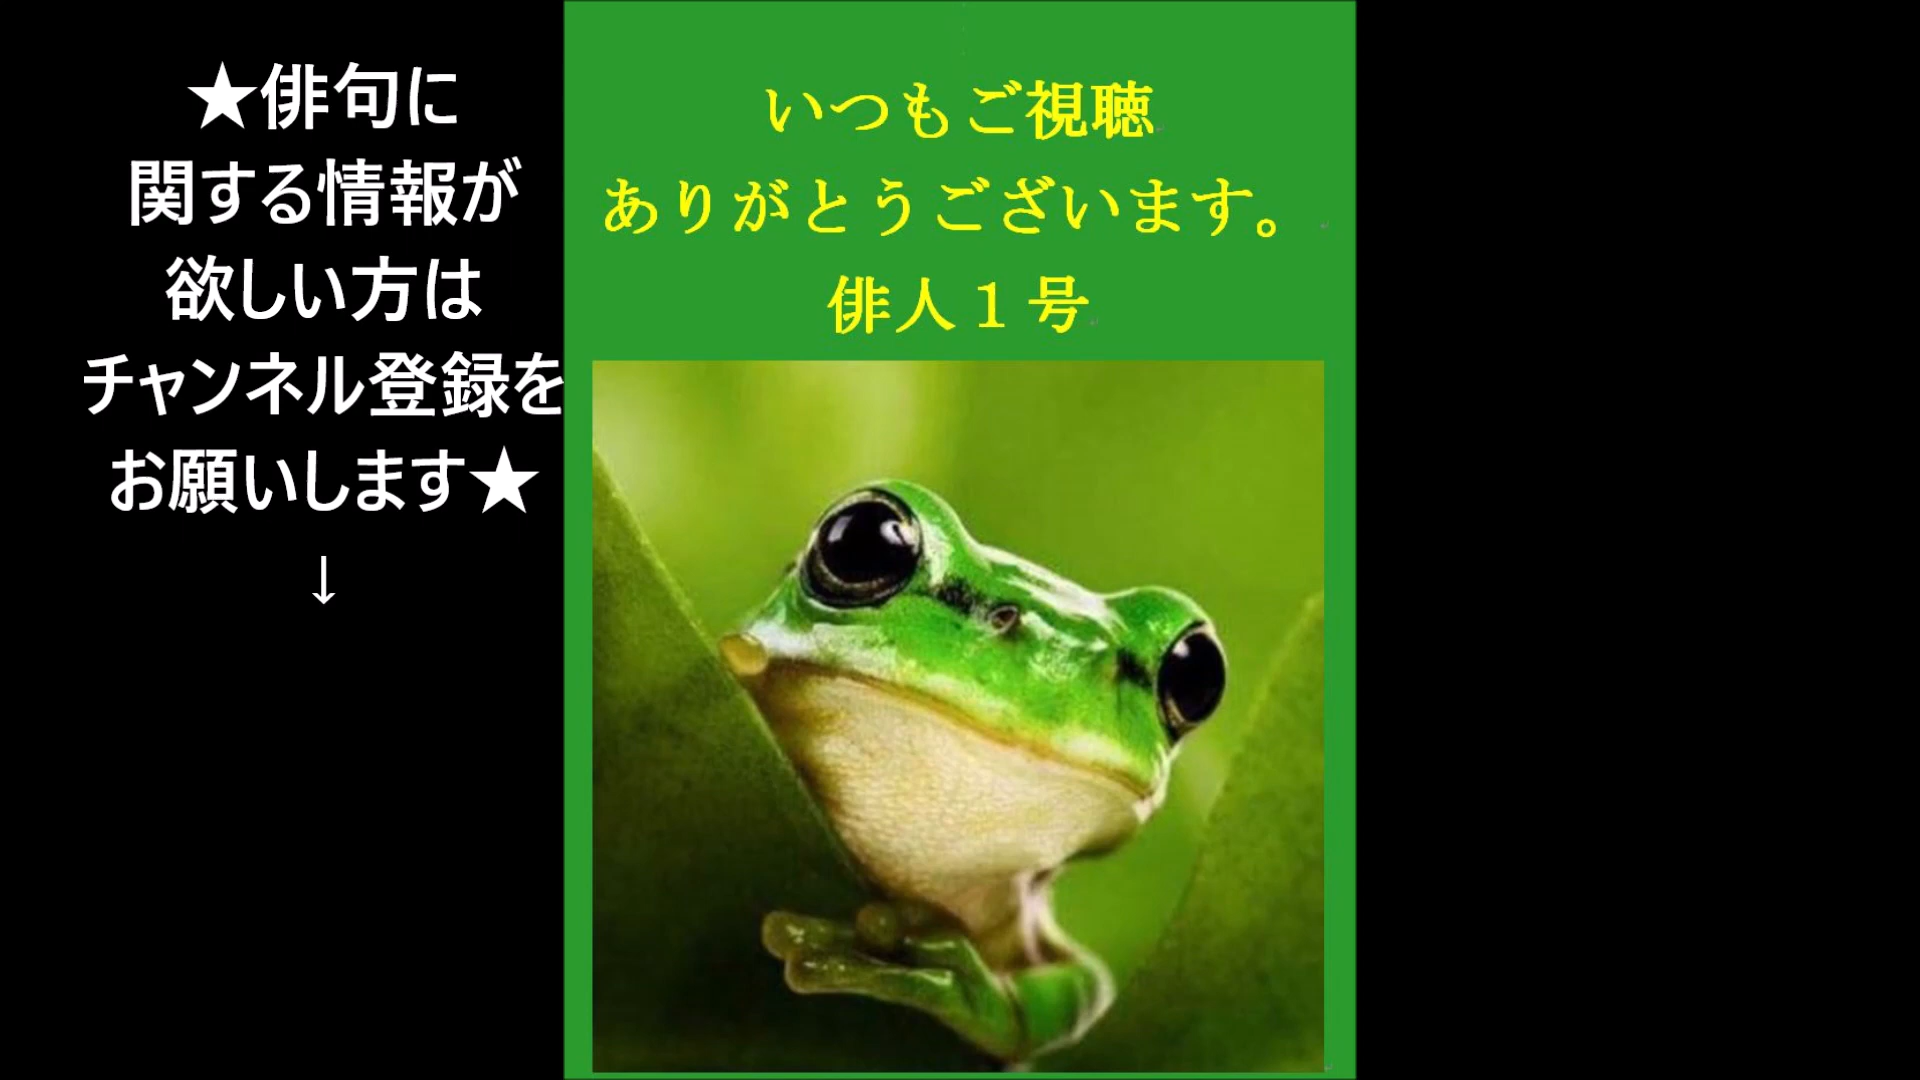 ★俳句に
関する情報が
欲しい方は
チャンネル登録を
お願いします★
↓
いつもご視聴
ありがとうございます。
俳人１号